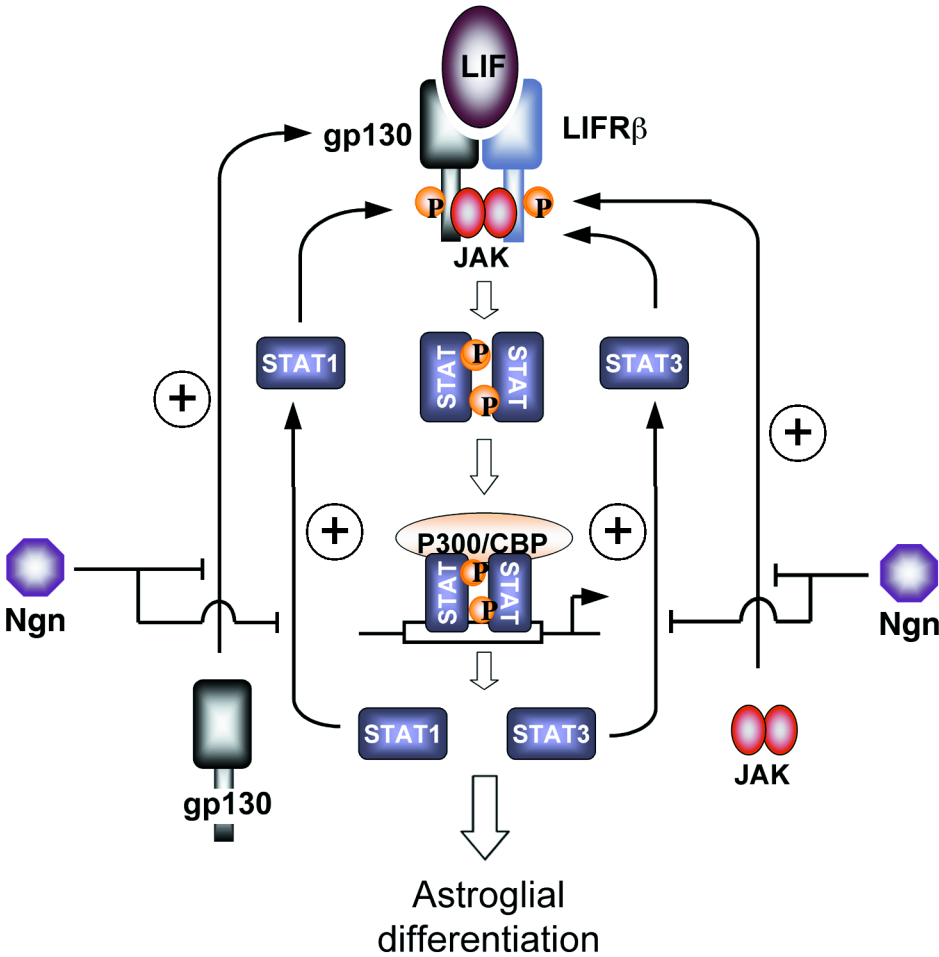 LIF
gp130
LIFRβ
P
P
JAK
STAT1
STAT
P
P
STAT
STAT3
+
+
+
+
P300/CBP
STAT
P
P
STAT
Ngn
Ngn
STAT1
STAT3
gp130
JAK
Astroglial
differentiation